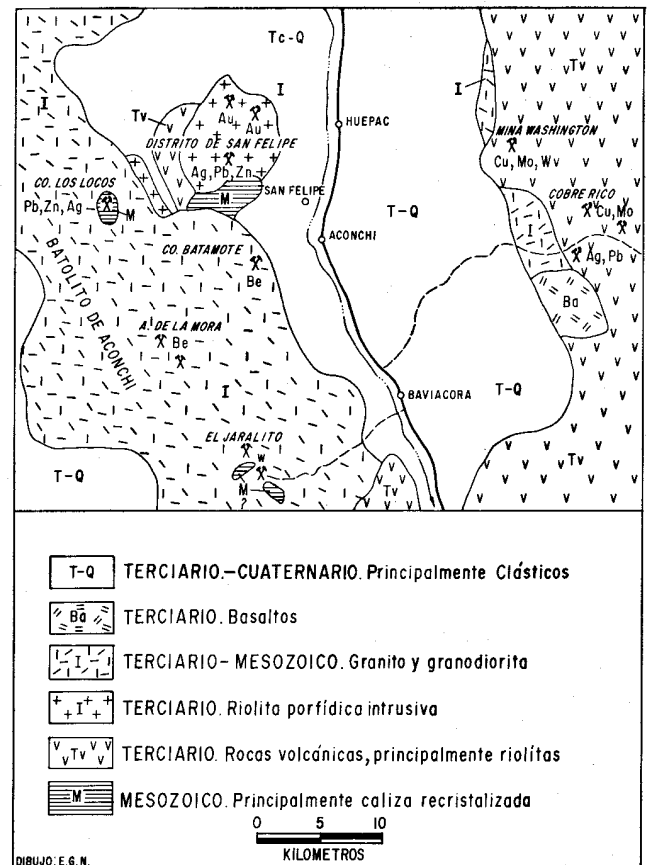 Tc-Q
I
Tv
I
Tv
I
HUEPAC
Au
Au
MINA WASHINGTON
DISTRITO DE SAN FELIPE
Cu, Mo, W
Ag, Pb, Zn
CO. LOS LOCOS
COBRE RICO
Pb, Zn, Ag
M
M
SAN FELIPE
T-Q
Cu, Mo
I
ACONCHI
CO. BATAMOTE
Ag, Pb
Be
Ba
BATOLITO DE ACONCHI
A. DE LA MORA
Be
I
T-Q
BAVIACORA
EL JARALITO
T-Q
W
M
?
Tv
Tv
T-Q TERCIARIO.-CUATERNARIO. Principalmente Clásticos
Ba TERCIARIO. Basaltos
I TERCIARIO- MESOZOICO. Granito y granodiorita
I TERCIARIO. Riolita porfídica intrusiva
Tv TERCIARIO. Rocas volcánicas, principalmente riolítas
M MESOZOICO. Principalmente caliza recristalizada
0 5 10
KILOMETROS
DIBUJO: E.G.N.